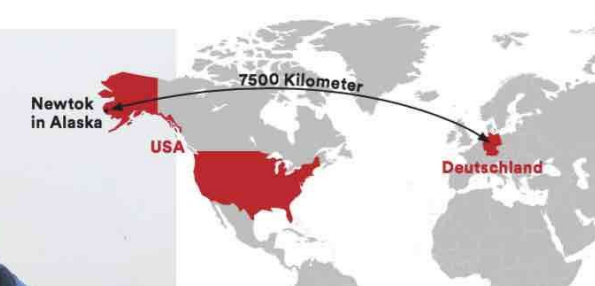 7500 Kilometer
Newtok
in Alaska
USA
Deutschland